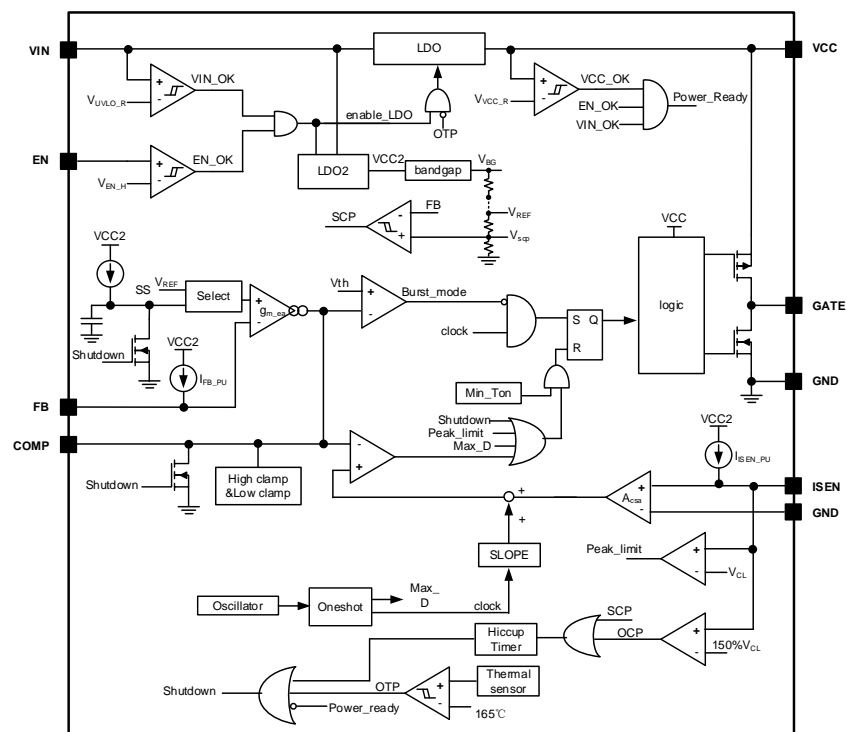 VIN
LDO
VCC
VIN_OK
VUVLO_R
VCC_OK
VVCC_R
EN_OK
VIN_OK
Power_Ready
enable_LDO
OTP
EN
EN_OK
VEN_H
LDO2
VCC2
bandgap
VBG
SCP
FB
VREF
Vscp
VCC2
SS
VREF
Select
gm_ea
Shutdown
VCC2
IFB_PU
FB
Vth
Burst_mode
clock
S Q
R
VCC
logic
GATE
GND
Min_Ton
COMP
Shutdown
Peak_limit
Max_D
Shutdown
High clamp
&Low clamp
VCC2
IISEN_PU
ISEN
GND
Acsa
Peak_limit
VCL
SLOPE
Oscillator
Oneshot
Max_
D
clock
Hiccup
Timer
SCP
OCP
150%VCL
Shutdown
OTP
Thermal
sensor
Power_ready
165℃
+
-
+
-
+
-
-
+
+
-
+
-
-
+
+
-
+
+
+
-
+
-
+
-